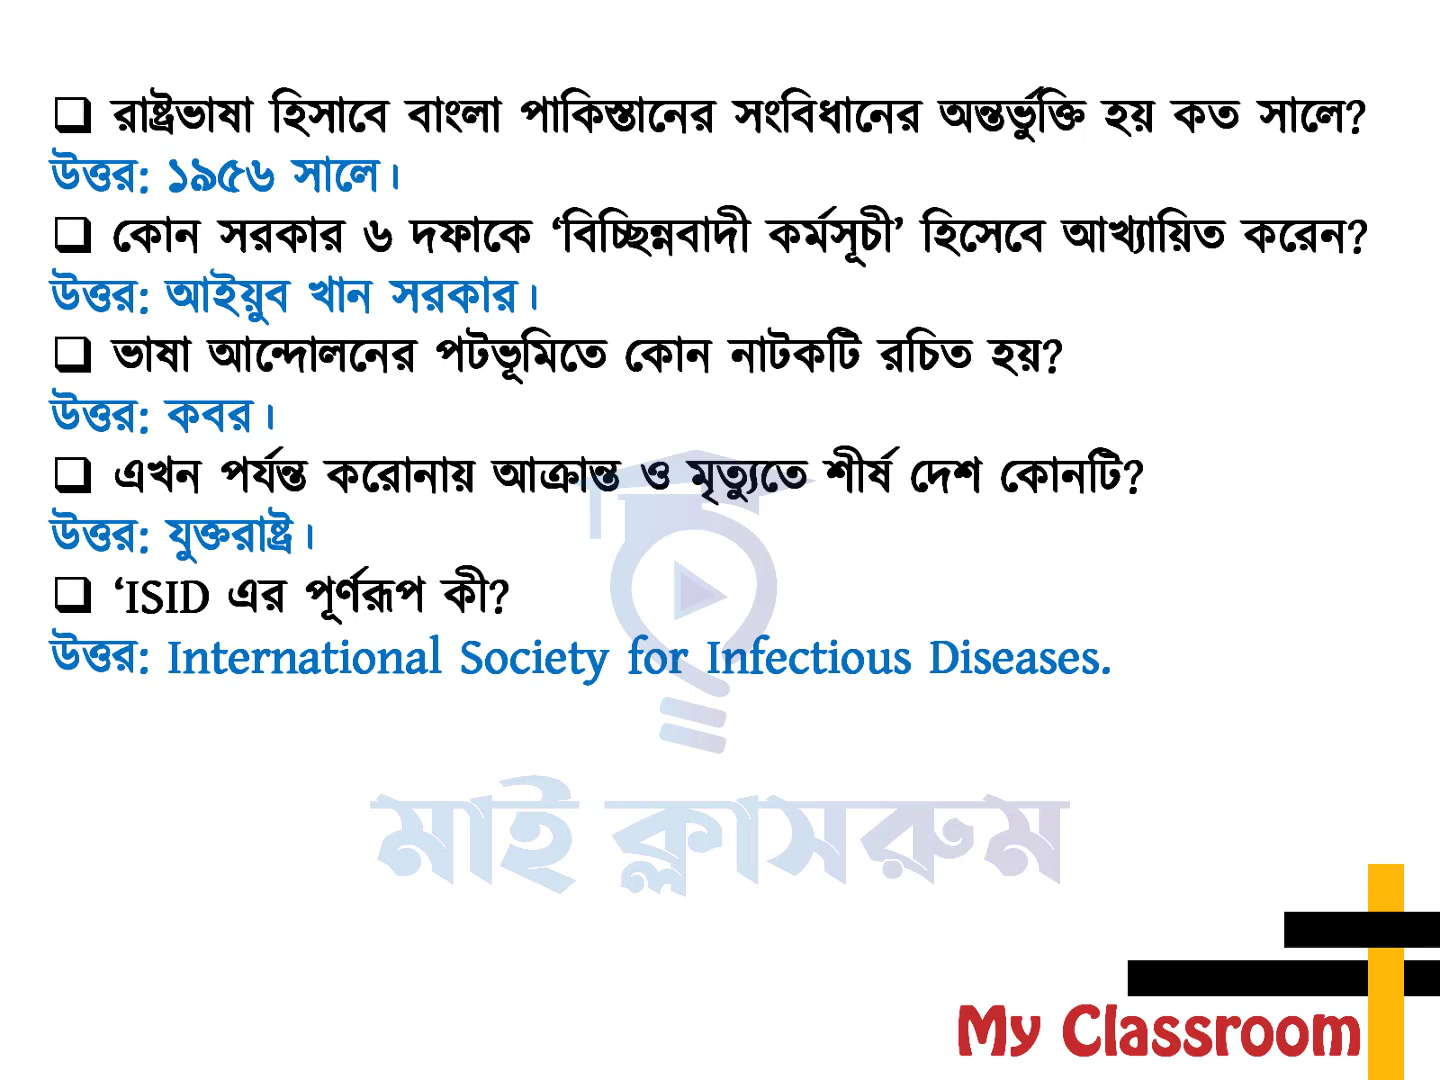 ❑ রাষ্ট্রভাষা হিসাবে বাংলা পাকিস্তানের সংবিধানের অন্তর্ভুক্তি হয় কত সালে?
উত্তর: ১৯৫৬ সালে।
❑ কোন সরকার ৬ দফাকে ‘বিচ্ছিন্নবাদী কর্মসূচী’ হিসেবে আখ্যায়িত করেন?
উত্তর: আইয়ুব খান সরকার।
❑ ভাষা আন্দোলনের পটভূমিতে কোন নাটকটি রচিত হয়?
উত্তর: কবর।
❑ এখন পর্যন্ত করোনায় আক্রান্ত ও মৃত্যুতে শীর্ষ দেশ কোনটি?
উত্তর: যুক্তরাষ্ট্র।
❑ ‘ISID এর পূর্ণরূপ কী?
উত্তর: International Society for Infectious Diseases.
মাই ক্লাসরুম
My Classroom